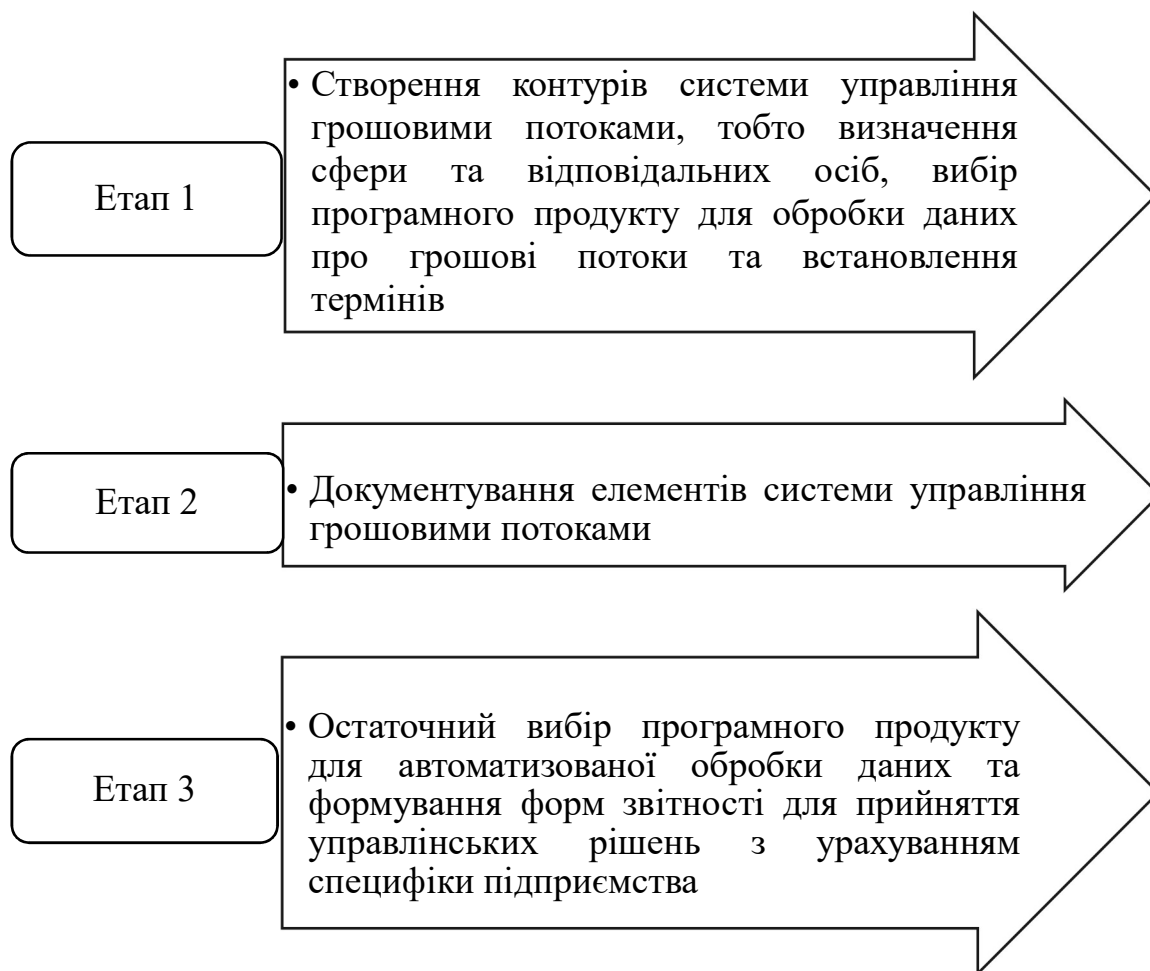 Етап 1
• Створення контурів системи управління
грошовими потоками, тобто визначення
сфери та відповідальних осіб, вибір
програмного продукту для обробки даних
про грошові потоки та встановлення
термінів
Етап 2
• Документування елементів системи управління
грошовими потоками
Етап 3
• Остаточний вибір програмного продукту
для автоматизованої обробки даних та
формування форм звітності для прийняття
управлінських рішень з урахуванням
специфіки підприємства